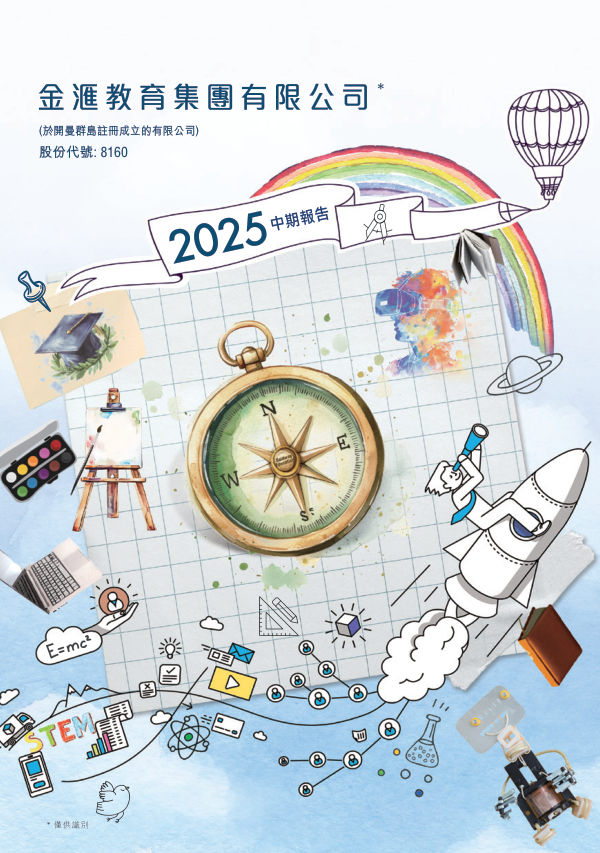 金滙教育集團有限公司*
(於開曼群島註冊成立的有限公司)
股份代號: 8160
2025 中期報告
N
E
W
S
E=mc²
STEM
* 僅供識別